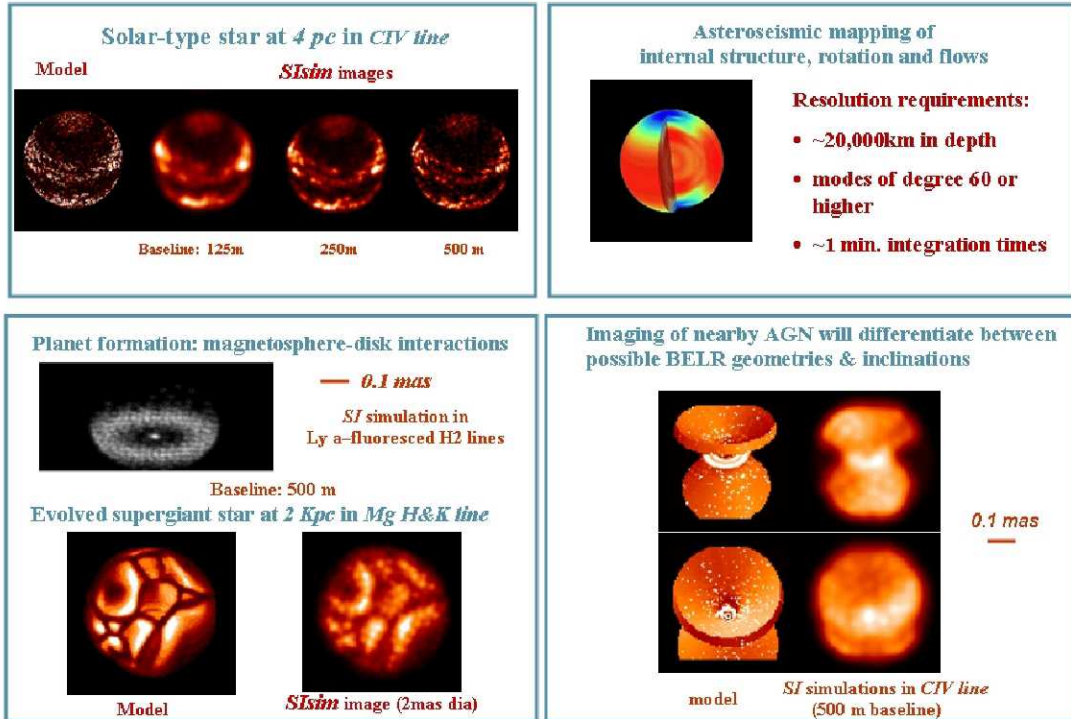 Solar-type star at 4 pc in CIV line
Model
SIsim images
Baseline: 125m
250m
500 m
Asteroseismic mapping of
internal structure, rotation and flows
Resolution requirements:
• ~20,000km in depth
• modes of degree 60 or
higher
• ~1 min. integration times
Planet formation: magnetosphere-disk interactions
0.1 mas
SI simulation in
Ly a–fluoresced H2 lines
Baseline: 500 m
Evolved supergiant star at 2 Kpc in Mg H&K line
Model
SIsim image (2mas dia)
Imaging of nearby AGN will differentiate between
possible BELR geometries & inclinations
0.1 mas
model
SI simulations in CIV line
(500 m baseline)